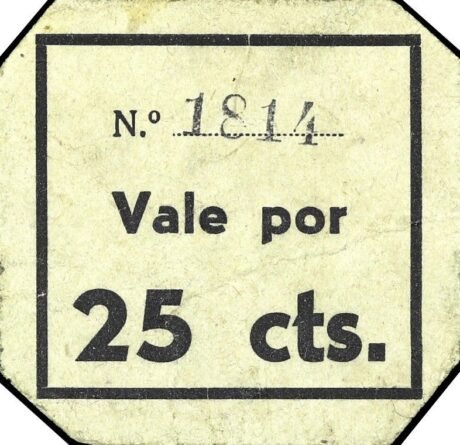 N.º 1814
Vale por
25 cts.